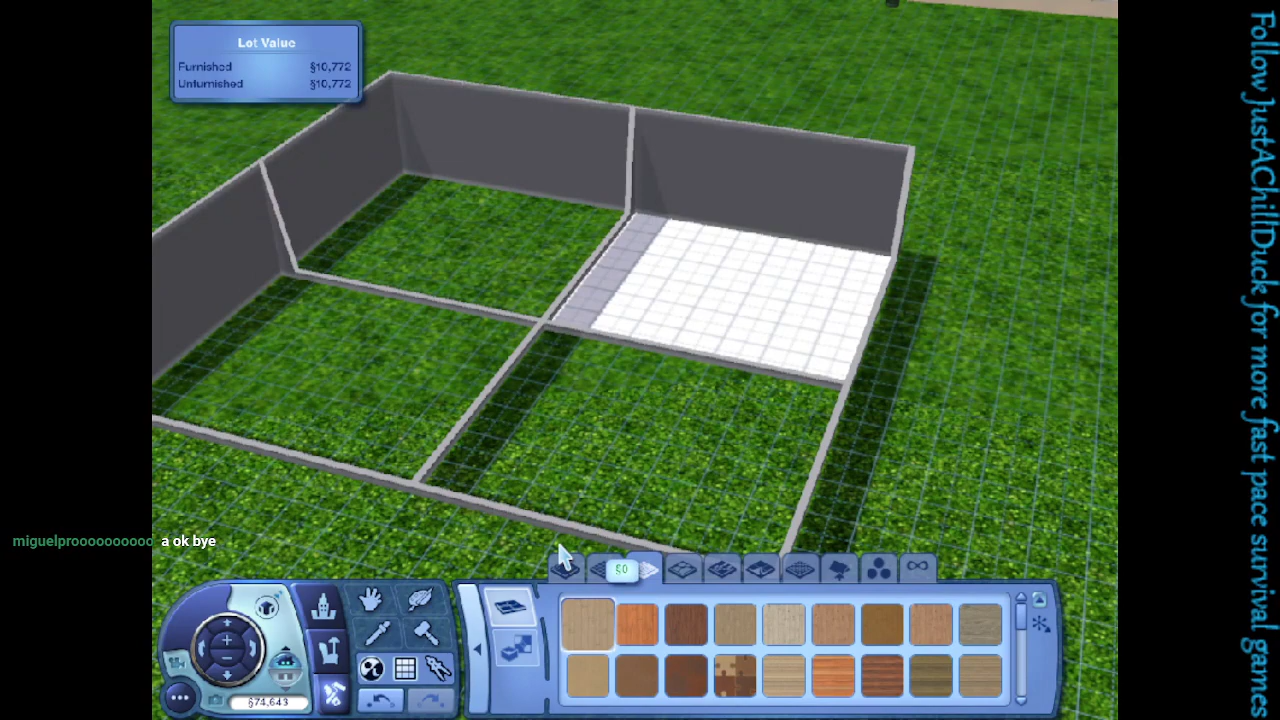 Lot Value
Furnished §10,772
Unfurnished §10,772
miguelproooooooooo a ok bye
§0
§74,643
Follow JustAChillDuck for more fast pace survival games